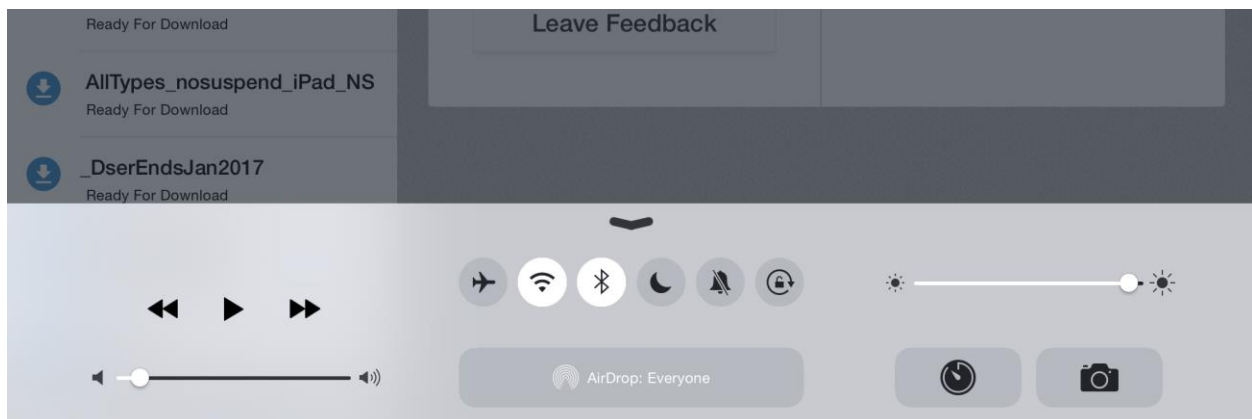 Ready For Download
AllTypes_nosuspend_iPad_NS
Ready For Download
_DserEndsJan2017
Ready For Download
Leave Feedback
AirDrop: Everyone